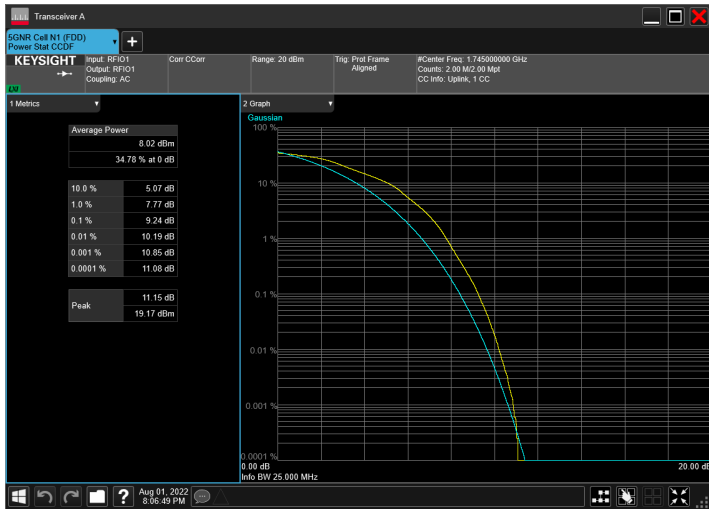 Transceiver A
5GNR Cell N1 (FDD)
Power Stat CCDF
KEYSIGHT
LXI
Input: RFIO1
Output: RFIO1
Coupling: AC
Corr CCorr
Range: 20 dBm
Trig: Prot Frame
Aligned
#Center Freq: 1.745000000 GHz
Counts: 2.00 M/2.00 Mpt
CC Info: Uplink, 1 CC
1 Metrics
Average Power
8.02 dBm
34.78 % at 0 dB
10.0 % 5.07 dB
1.0 % 7.77 dB
0.1 % 9.24 dB
0.01 % 10.19 dB
0.001 % 10.85 dB
0.0001 % 11.08 dB
Peak 11.15 dB
19.17 dBm
2 Graph
Gaussian
100 %
10 %
1 %
0.1 %
0.01 %
0.001 %
0.0001 %
0.00 dB
20.00 dB
Info BW 25.000 MHz
?
Aug 01, 2022
8:06:49 PM